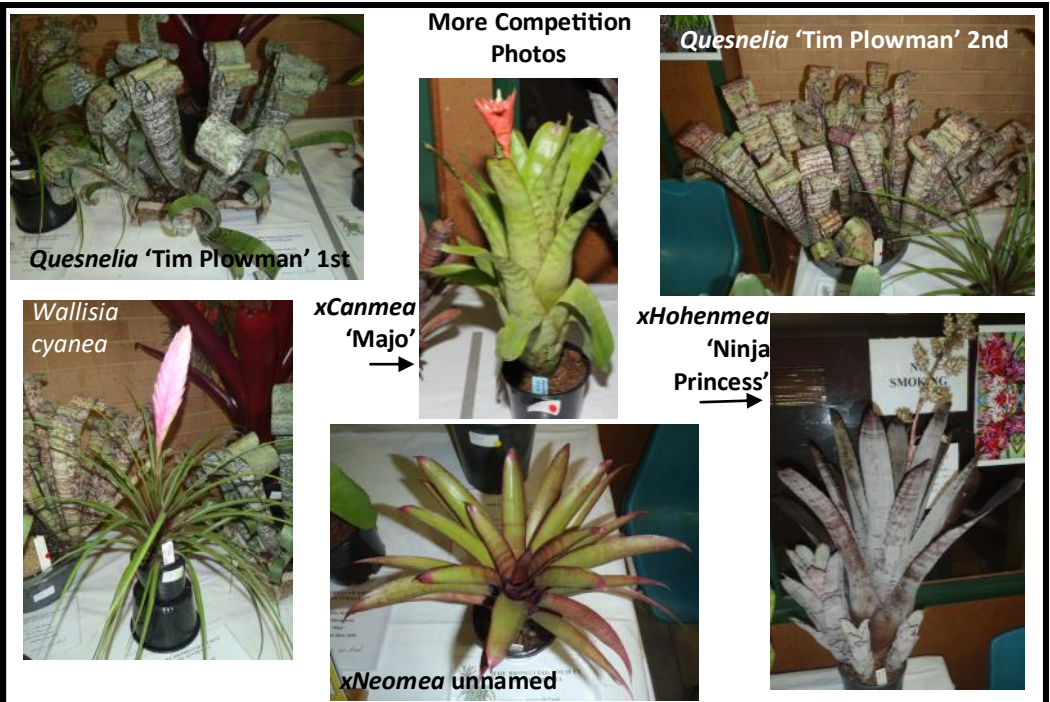 More Competition
Photos
Quesnelia ‘Tim Plowman’ 1st
Quesnelia ‘Tim Plowman’ 2nd
Wallisia
cyanea
xCanmea
‘Majo’
xHohenmea
‘Ninja
Princess’
NO
SMOKING
xNeomea unnamed